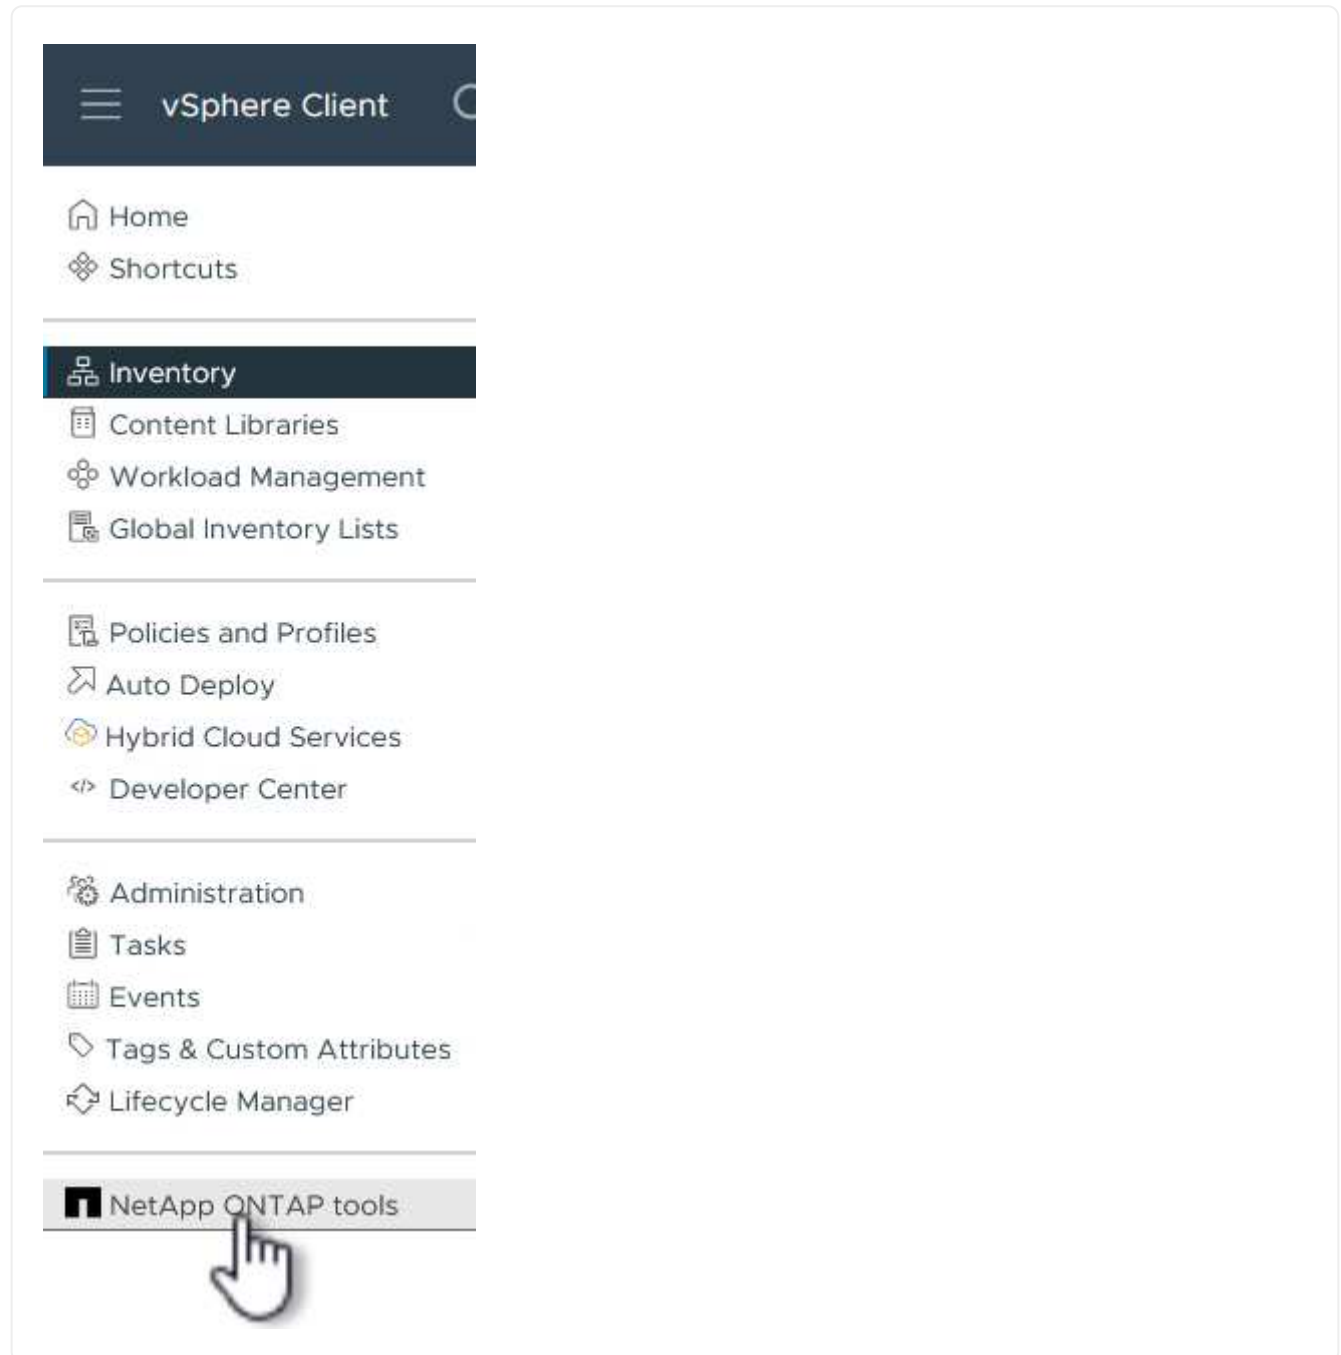 vSphere Client
Home
Shortcuts
Inventory
Content Libraries
Workload Management
Global Inventory Lists
Policies and Profiles
Auto Deploy
Hybrid Cloud Services
Developer Center
Administration
Tasks
Events
Tags & Custom Attributes
Lifecycle Manager
NetApp ONTAP tools